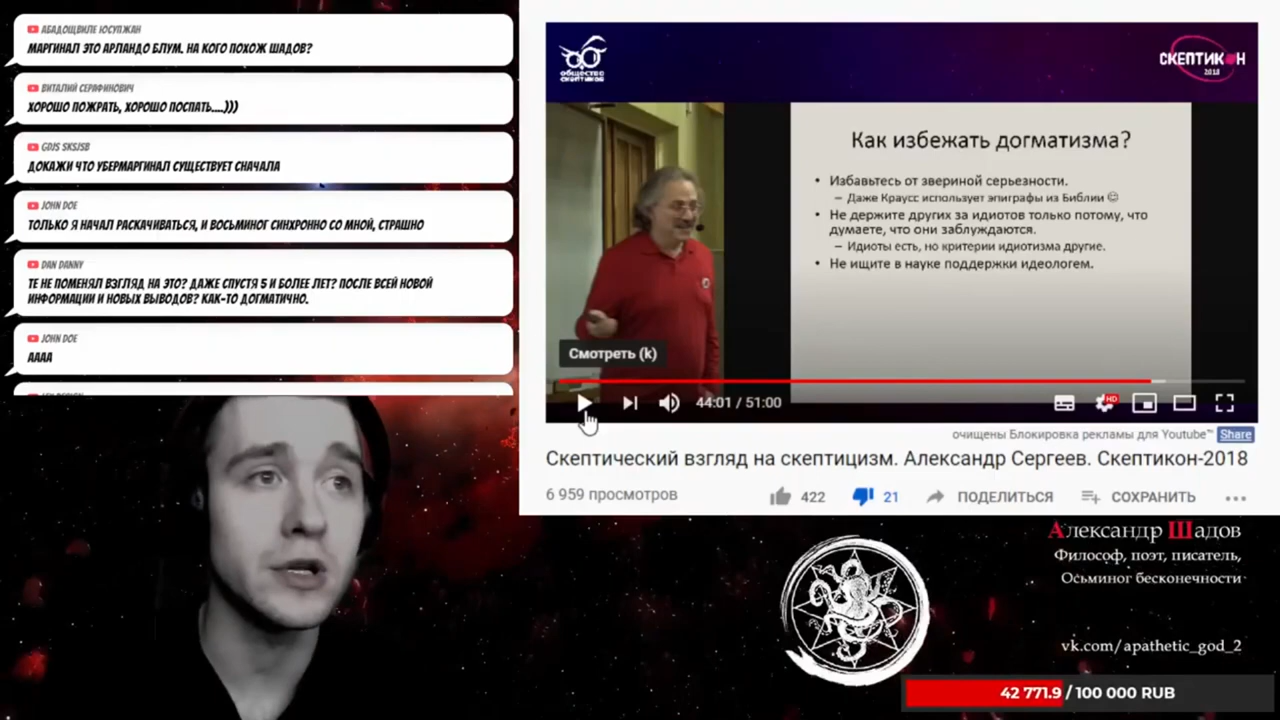 АБАДОЩВИЛЕ ЮСУПЖАН
МАРГИНАЛ ЭТО АРЛАНДО БЛУМ. НА КОГО ПОХОЖ ШАДОВ?
ВИТАЛИЙ СЕРАФИНОВИЧ
ХОРОШО ПОЖРАТЬ, ХОРОШО ПОСПАТЬ....)))
GDJS SKSJSB
ДОКАЖИ ЧТО УБЕРМАРГИНАЛ СУЩЕСТВУЕТ СНАЧАЛА
JOHN DOE
ТОЛЬКО Я НАЧАЛ РАСКАЧИВАТЬСЯ, И ВОСЬМИНОГ СИНХРОННО СО МНОЙ, СТРАШНО
DAN DANNY
ТЕ НЕ ПОМЕНЯЛ ВЗГЛЯД НА ЭТО? ДАЖЕ СПУСТЯ 5 И БОЛЕЕ ЛЕТ? ПОСЛЕ ВСЕЙ НОВОЙ
ИНФОРМАЦИИ И НОВЫХ ВЫВОДОВ? КАК-ТО ДОГМАТИЧНО.
JOHN DOE
АААА
общество
скептиков
СКЕПТИКОН
2018
Как избежать догматизма?
• Избавьтесь от звериной серьезности.
– Даже Краусс использует эпиграфы из Библии ☺
• Не держите других за идиотов только потому, что
думаете, что они заблуждаются.
– Идиоты есть, но критерии идиотизма другие.
• Не ищите в науке поддержки идеологем.
Смотреть (k)
44:01 / 51:00
HD
очищены Блокировка рекламы для Youtube™ Share
Скептический взгляд на скептицизм. Александр Сергеев. Скептикон-2018
6 959 просмотров
422
21
ПОДЕЛИТЬСЯ
СОХРАНИТЬ
Александр Шадов
Философ, поэт, писатель,
Осьминог бесконечности
vk.com/apathetic_god_2
42 771.9 / 100 000 RUB